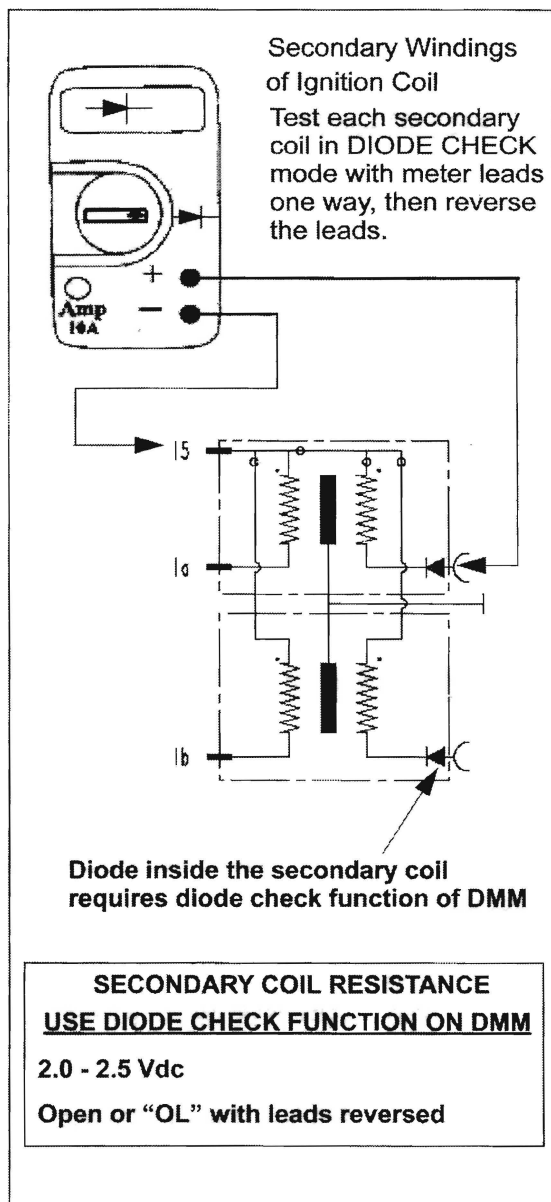 Secondary Windings
of Ignition Coil
Test each secondary
coil in DIODE CHECK
mode with meter leads
one way, then reverse
the leads.
+
Amp
10A
−
15
1a
1b
Diode inside the secondary coil
requires diode check function of DMM
SECONDARY COIL RESISTANCE
USE DIODE CHECK FUNCTION ON DMM
2.0 - 2.5 Vdc
Open or “OL” with leads reversed